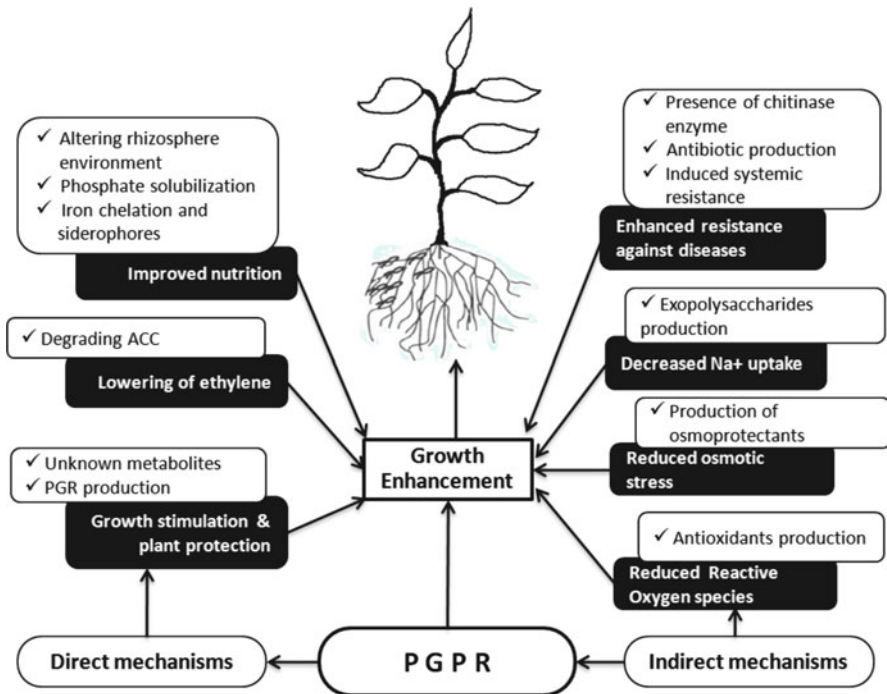 ✓ Altering rhizosphere
environment
✓ Phosphate solubilization
✓ Iron chelation and
siderophores
Improved nutrition
✓ Degrading ACC
Lowering of ethylene
✓ Unknown metabolites
✓ PGR production
Growth stimulation &
plant protection
✓ Presence of chitinase
enzyme
✓ Antibiotic production
✓ Induced systemic
resistance
Enhanced resistance
against diseases
✓ Exopolysaccharides
production
Decreased Na+ uptake
✓ Production of
osmoprotectants
Reduced osmotic
stress
✓ Antioxidants production
Reduced Reactive
Oxygen species
Growth
Enhancement
Direct mechanisms
P G P R
Indirect mechanisms